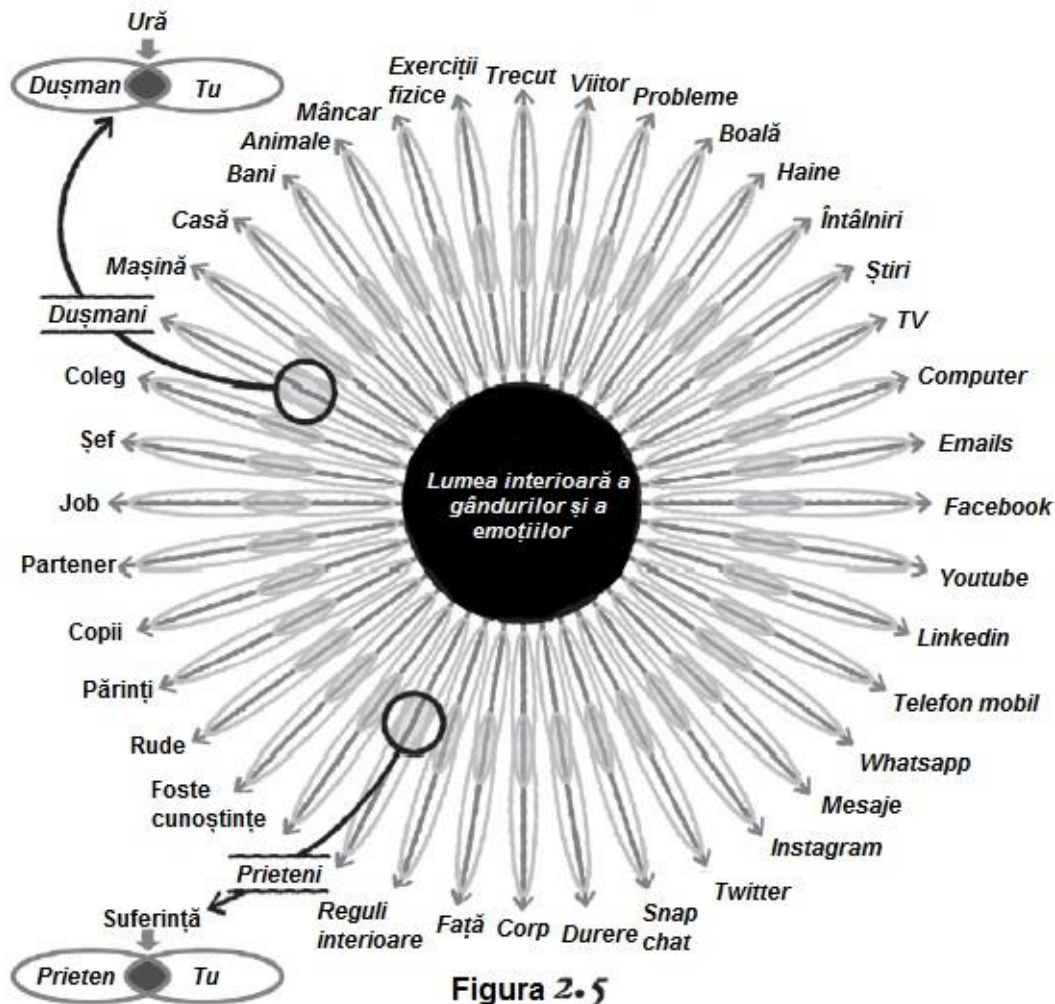 Ură
Dușman
Tu
Exerciții
fizice
Trecut
Viitor
Probleme
Mâncar
Animale
Boală
Bani
Haine
Casă
Întâlniri
Mașină
Știri
Dușmani
TV
Coleg
Computer
Șef
Emails
Lumea interioară a
gândurilor și a
emoțiilor
Job
Facebook
Partener
Youtube
Copii
Linkedin
Părinți
Telefon mobil
Rude
Whatsapp
Foste
cunoștințe
Mesaje
Instagram
Prieteni
Twitter
Reguli
interioare
Față
Corp
Durere
Snap
chat
Suferință
Prieten
Tu
Figura 2.5